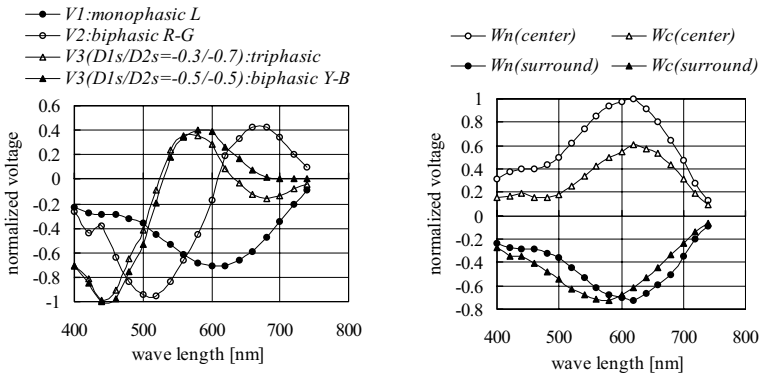 V1:monophasic L
V2:biphasic R-G
V3(D1s/D2s=-0.3/-0.7):triphasic
V3(D1s/D2s=-0.5/-0.5):biphasic Y-B
0.6
0.4
0.2
0
-0.2
-0.4
-0.6
-0.8
-1
normalized voltage
400 500 600 700 800
wave length [nm]
Wn(center) Wc(center)
Wn(surround) Wc(surround)
1
0.8
0.6
0.4
0.2
0
-0.2
-0.4
-0.6
-0.8
normalized voltage
400 500 600 700 800
wave length [nm]